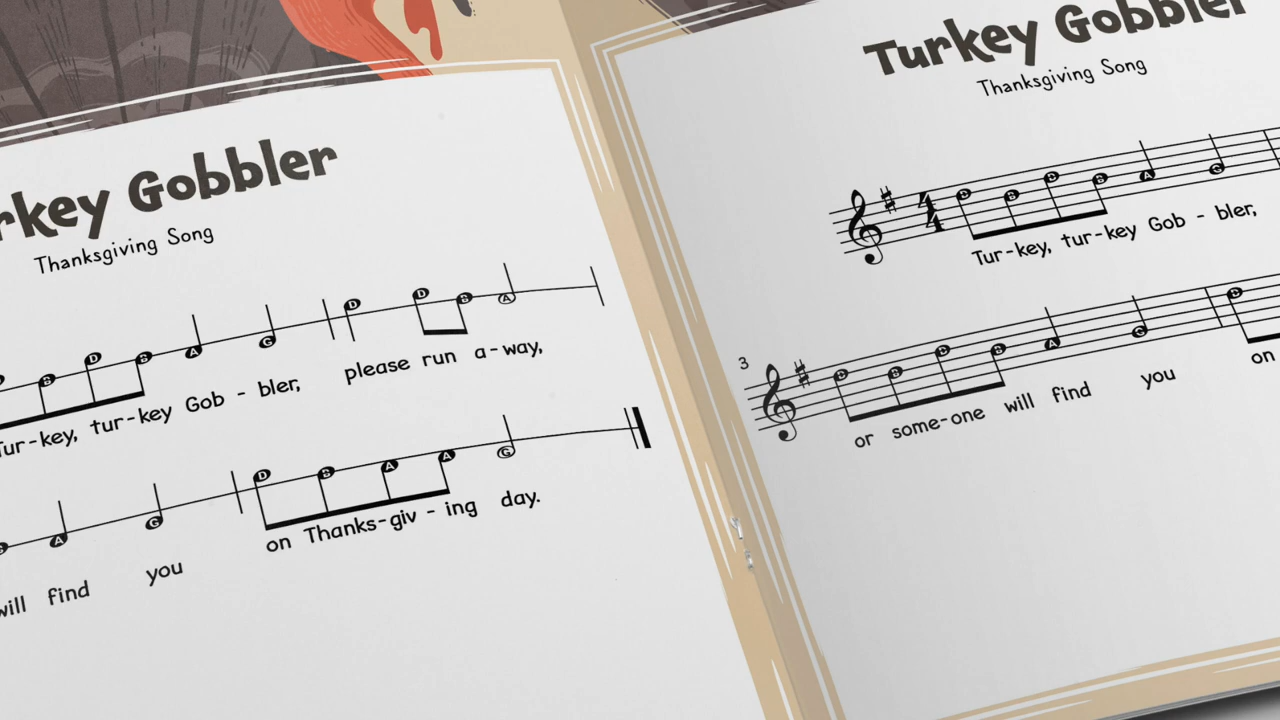 rkey Gobbler
Thanksgiving Song
D B A G D D B A
Tur-key, tur-key Gob - bler, please run a-way,
A G D B A A G
will find you on Thanks-giv - ing day.
Turkey Gobbler
Thanksgiving Song
4
4
D B D B A G
Tur-key, tur-key Gob - bler,
3
D B D B A G D
or some-one will find you on